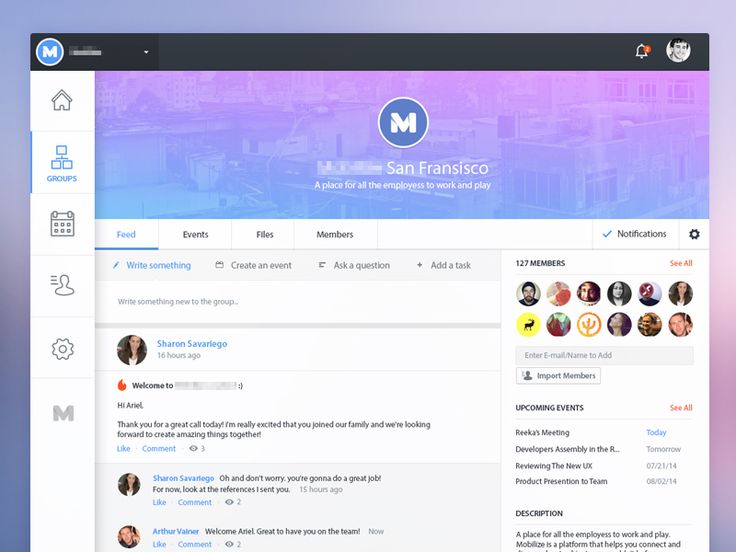 M
2
M
San Fransisco
A place for all the employess to work and play
GROUPS
Feed
Events
Files
Members
Notifications
Write something
Create an event
Ask a question
Add a task
Write something new to the group...
Sharon Savariego
16 hours ago
Welcome to :)
Hi Ariel,
Thank you for a great call today! i'm really excited that you joined our family and we're looking
forward to create amazing things together!
Like · Comment · 3
Sharon Savariego Oh and don't worry. you're gonna do a great job!
For now, look at the references I sent you. 15 hours ago
Like · Comment · 2
Arthur Vainer Welcome Ariel. Great to have you on the team! Now
Like · Comment · 2
M
127 MEMBERS See All
Enter E-mail/Name to Add
Import Members
UPCOMING EVENTS See All
Reeka's Meeting Today
Developers Assembly in the R... Tomorrow
Reviewing The New UX 07/21/14
Product Presention to Team 08/02/14
DESCRIPTION
A place for all the employess to work and play.
Mobilize is a platform that helps you connect and